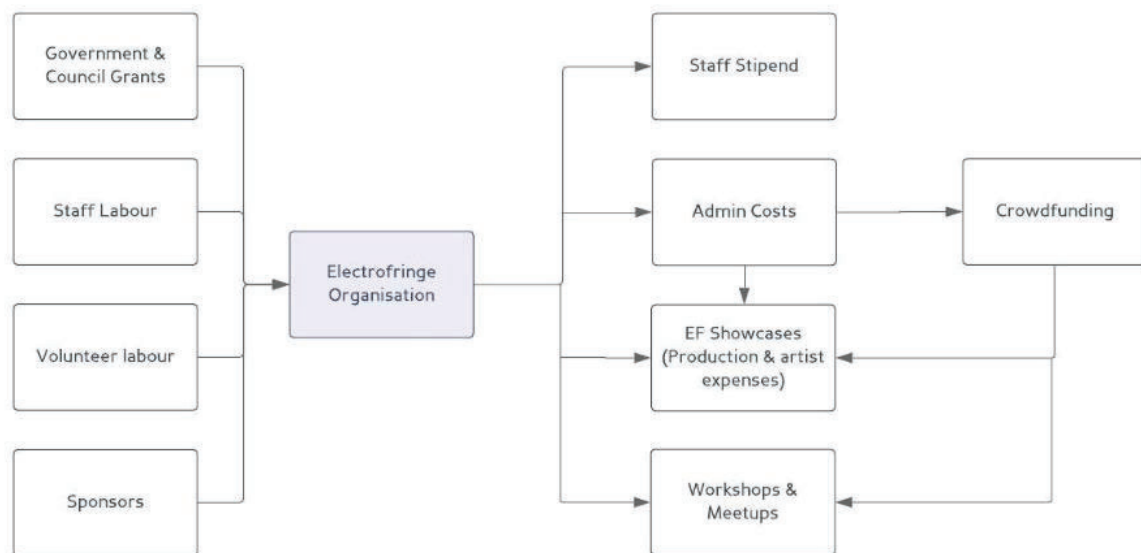 Government &
Council Grants
Staff Labour
Volunteer labour
Sponsors
Electrofringe
Organisation
Staff Stipend
Admin Costs
EF Showcases
(Production & artist
expenses)
Workshops &
Meetups
Crowdfunding